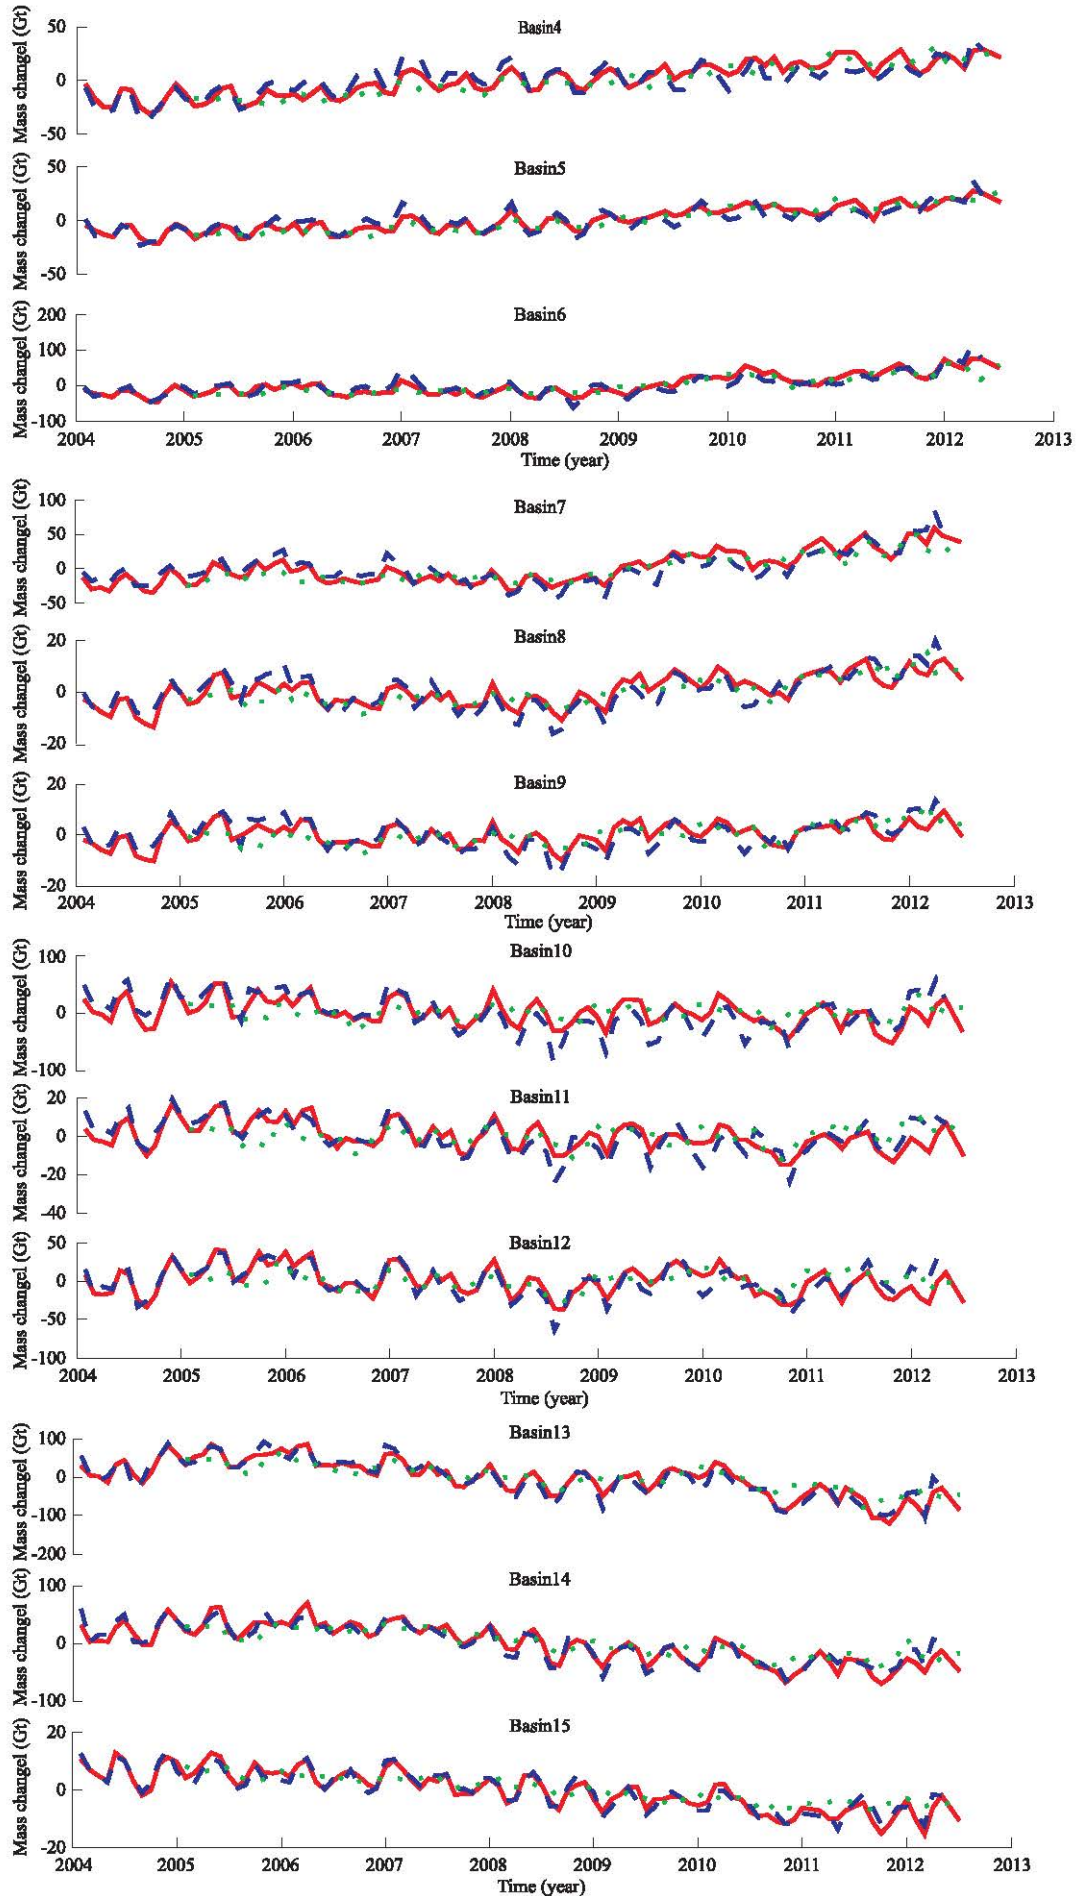 Basin4
Mass changel (Gt)
50
0
-50
Basin5
Mass changel (Gt)
50
0
-50
Basin6
Mass changel (Gt)
200
100
0
-100
2004 2005 2006 2007 2008 2009 2010 2011 2012 2013
Time (year)
Basin7
Mass changel (Gt)
100
50
0
-50
Basin8
Mass changel (Gt)
20
0
-20
Basin9
Mass changel (Gt)
20
0
-20
2004 2005 2006 2007 2008 2009 2010 2011 2012 2013
Time (year)
Basin10
Mass changel (Gt)
100
0
-100
Basin11
Mass changel (Gt)
20
0
-20
-40
Basin12
Mass changel (Gt)
50
0
-50
-100
2004 2005 2006 2007 2008 2009 2010 2011 2012 2013
Time (year)
Basin13
Mass changel (Gt)
100
0
-100
-200
Basin14
Mass changel (Gt)
100
0
-100
Basin15
Mass changel (Gt)
20
0
-20
2004 2005 2006 2007 2008 2009 2010 2011 2012 2013
Time (year)